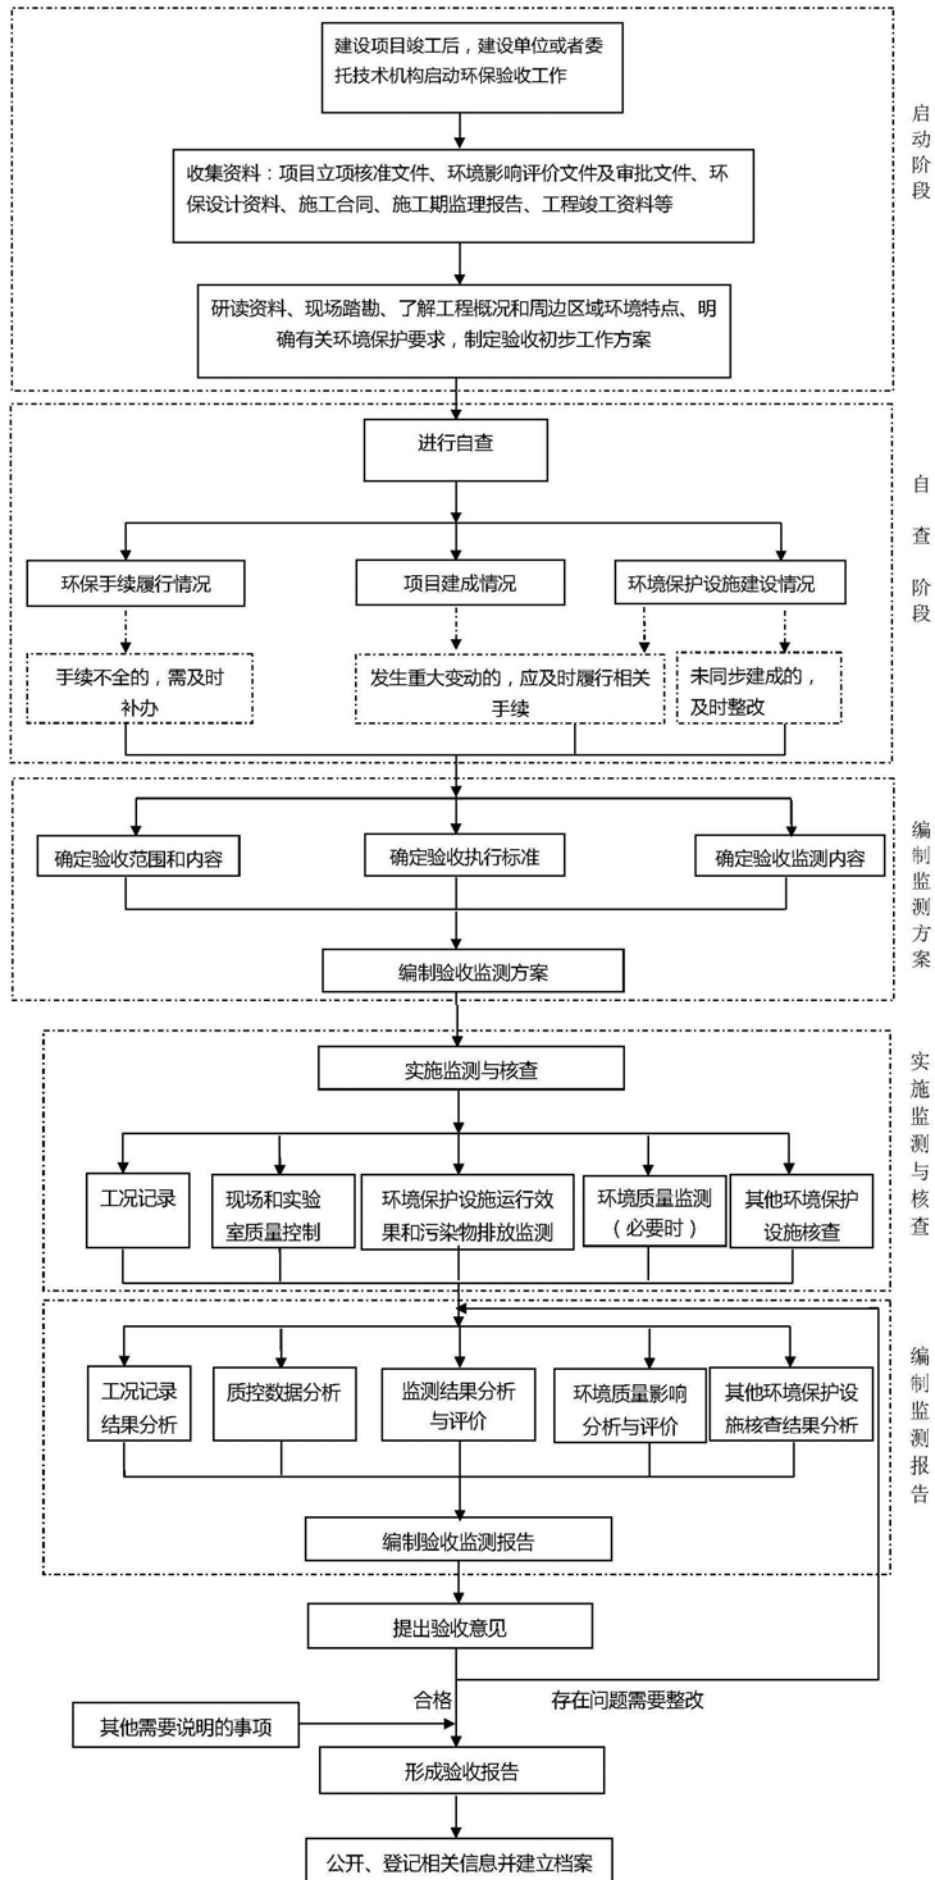 建设项目竣工后，建设单位或者委
托技术机构启动环保验收工作
启动阶段
收集资料：项目立项核准文件、环境影响评价文件及审批文件、环
保设计资料、施工合同、施工期监理报告、工程竣工资料等
研读资料、现场踏勘、了解工程概况和周边区域环境特点、明
确有关环境保护要求，制定验收初步工作方案
进行自查
自查阶段
环保手续履行情况
项目建成情况
环境保护设施建设情况
手续不全的，需及时
补办
发生重大变动的，应及时履行相关
手续
未同步建成的，
及时整改
编制监测方案
确定验收范围和内容
确定验收执行标准
确定验收监测内容
编制验收监测方案
实施监测与核查
实施监测与核查
工况记录
现场和实验
室质量控制
环境保护设施运行效
果和污染物排放监测
环境质量监测
（必要时）
其他环境保护
设施核查
编制监测报告
工况记录
结果分析
质控数据分析
监测结果分析
与评价
环境质量影响
分析与评价
其他环境保护设
施核查结果分析
编制验收监测报告
提出验收意见
合格
存在问题需要整改
其他需要说明的事项
形成验收报告
公开、登记相关信息并建立档案